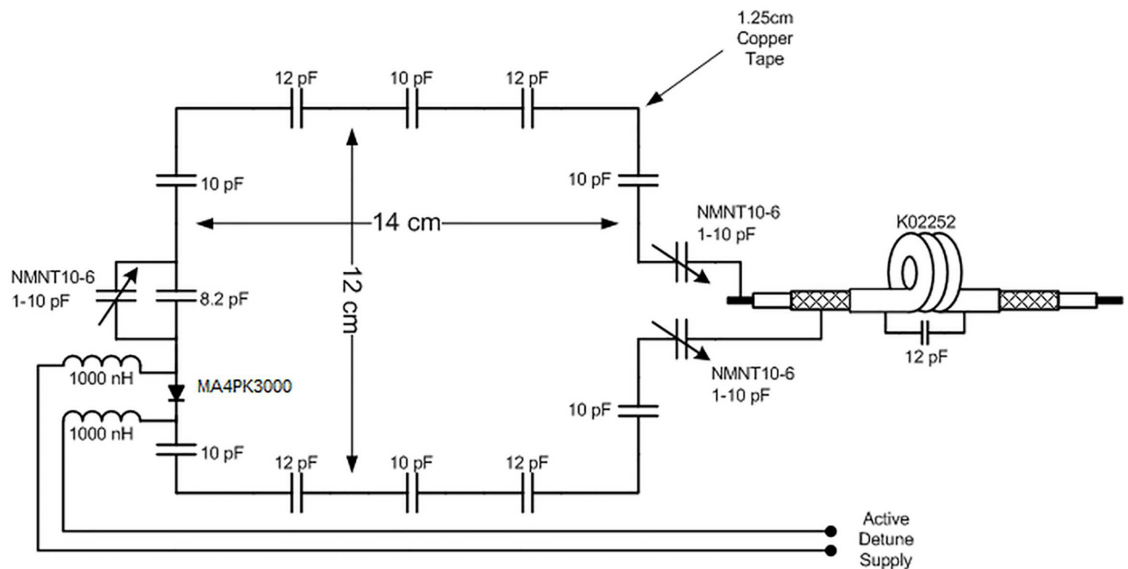 1.25cm
Copper
Tape
12 pF
10 pF
12 pF
10 pF
10 pF
14 cm
12 cm
NMNT10-6
1-10 pF
K02252
NMNT10-6
1-10 pF
8.2 pF
12 pF
1000 nH
MA4PK3000
NMNT10-6
1-10 pF
1000 nH
10 pF
10 pF
12 pF
10 pF
12 pF
Active
Detune
Supply